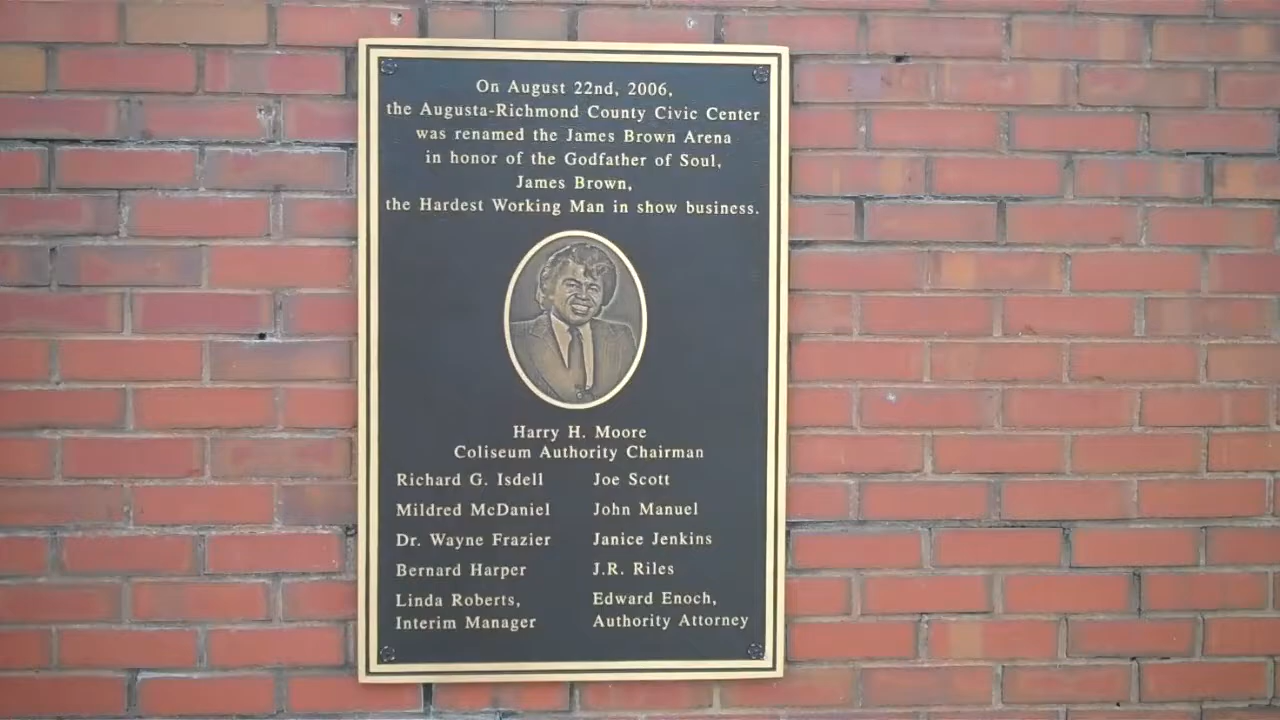 On August 22nd, 2006,
the Augusta-Richmond County Civic Center
was renamed the James Brown Arena
in honor of the Godfather of Soul,
James Brown,
the Hardest Working Man in show business.
Harry H. Moore
Coliseum Authority Chairman
Richard G. Isdell
Joe Scott
Mildred McDaniel
John Manuel
Dr. Wayne Frazier
Janice Jenkins
Bernard Harper
J.R. Riles
Linda Roberts,
Interim Manager
Edward Enoch,
Authority Attorney